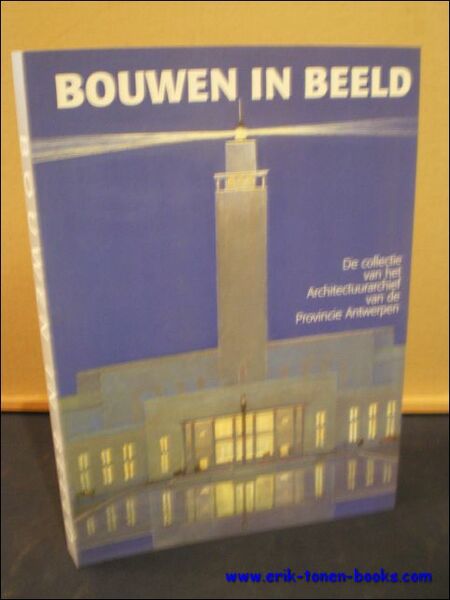 BOUWEN IN BEELD
De collectie
van het
Architectuurarchief
van de
Provincie Antwerpen
www.erik-tonen-books.com